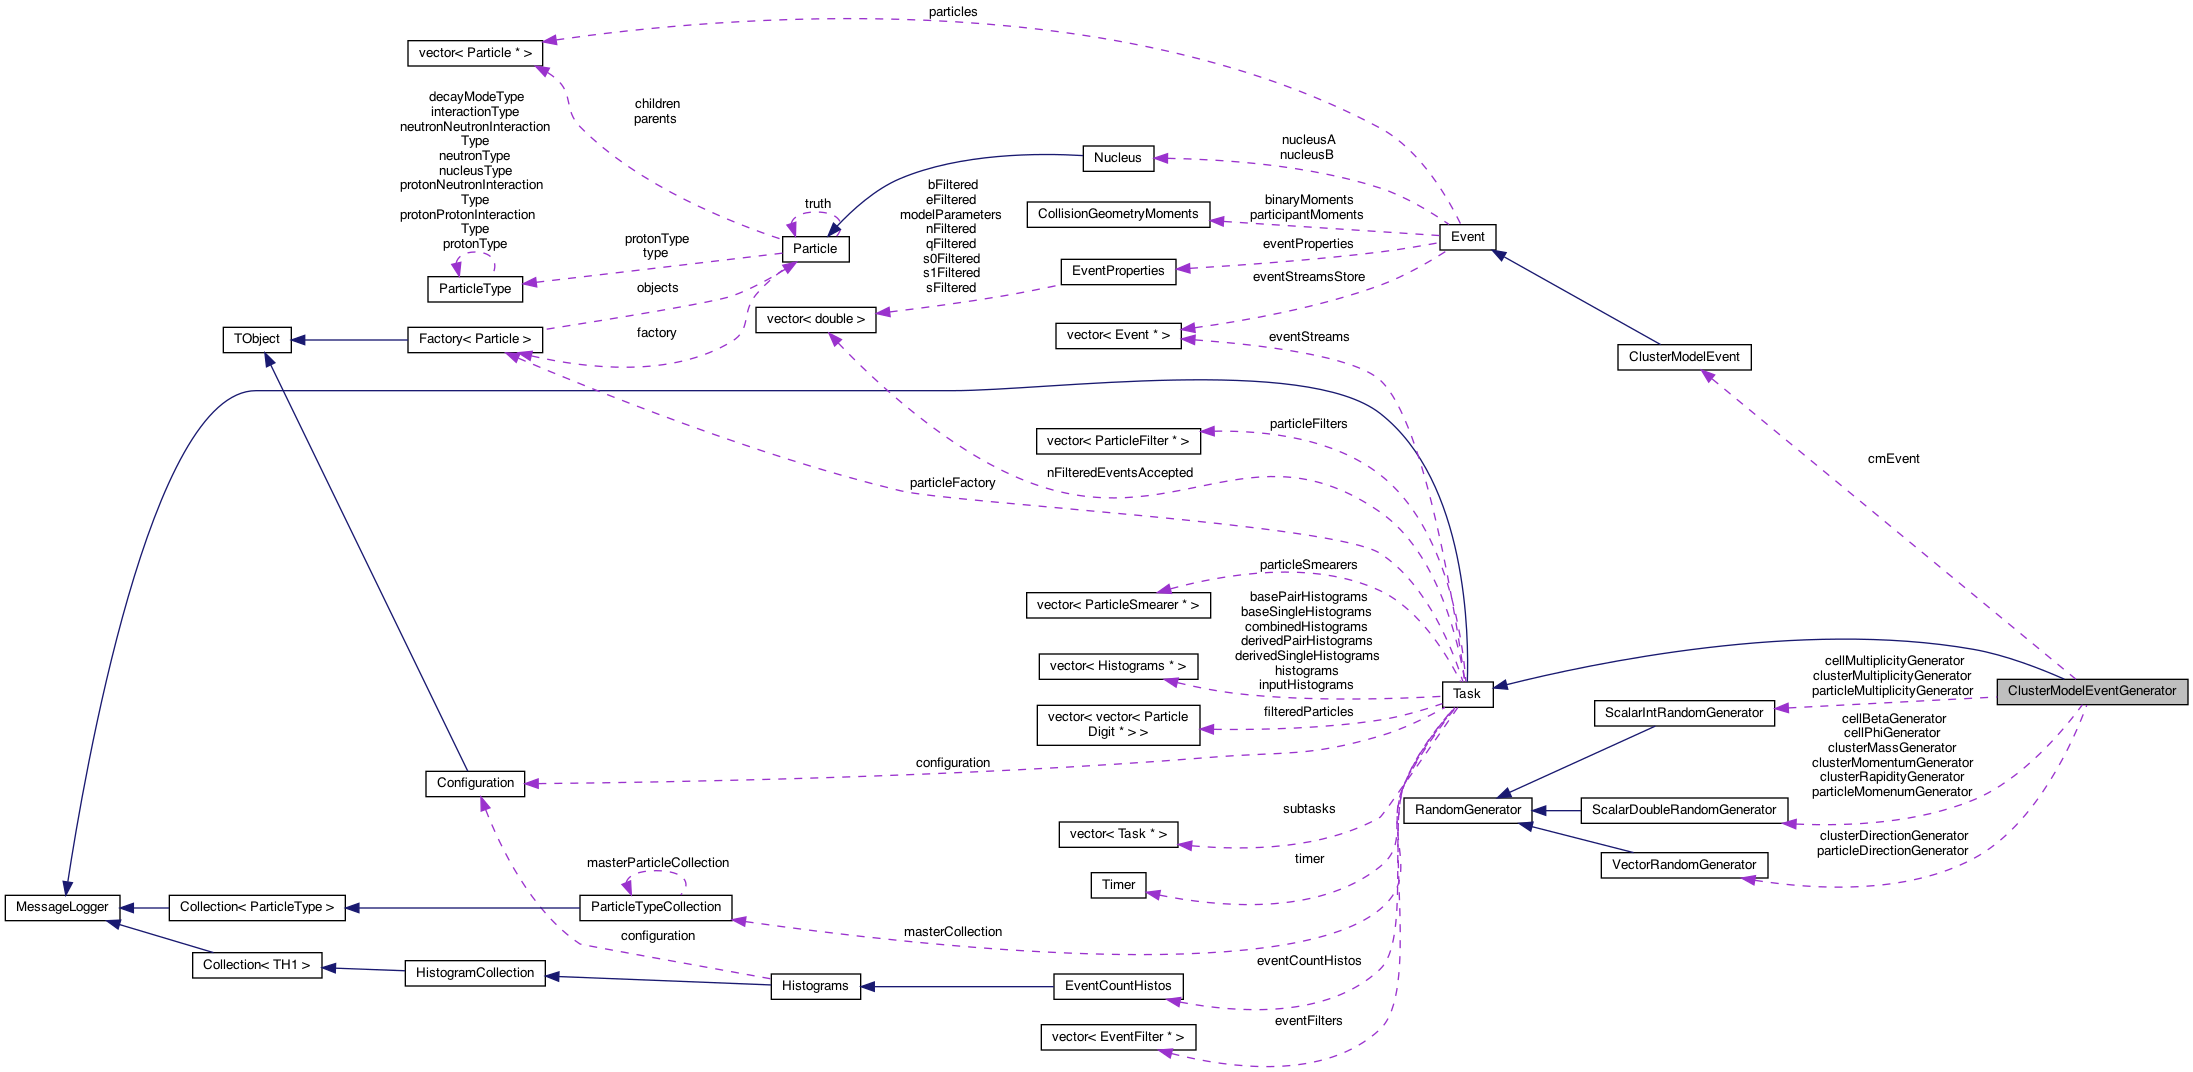 particles
vector< Particle * >
children
parents
decayModeType
interactionType
neutronNeutronInteraction
Type
neutronType
nucleusType
protonNeutronInteraction
Type
protonProtonInteraction
Type
protonType
ParticleType
truth
Particle
protonType
type
objects
factory
Nucleus
nucleusA
nucleusB
bFiltered
eFiltered
modelParameters
nFiltered
qFiltered
s0Filtered
s1Filtered
sFiltered
CollisionGeometryMoments
binaryMoments
participantMoments
Event
EventProperties
eventProperties
eventStreamsStore
vector< double >
vector< Event * >
eventStreams
TObject
Factory< Particle >
ClusterModelEvent
vector< ParticleFilter * >
particleFilters
cmEvent
nFilteredEventsAccepted
particleFactory
particleSmearers
vector< ParticleSmearer * >
basePairHistograms
baseSingleHistograms
combinedHistograms
derivedPairHistograms
derivedSingleHistograms
histograms
inputHistograms
vector< Histograms * >
Task
cellMultiplicityGenerator
clusterMultiplicityGenerator
particleMultiplicityGenerator
ClusterModelEventGenerator
vector< vector< Particle
Digit * > >
filteredParticles
ScalarIntRandomGenerator
cellBetaGenerator
cellPhiGenerator
clusterMassGenerator
clusterMomentumGenerator
clusterRapidityGenerator
particleMomenumGenerator
configuration
Configuration
subtasks
RandomGenerator
ScalarDoubleRandomGenerator
vector< Task * >
clusterDirectionGenerator
particleDirectionGenerator
timer
Timer
VectorRandomGenerator
masterParticleCollection
MessageLogger
Collection< ParticleType >
ParticleTypeCollection
masterCollection
configuration
Collection< TH1 >
HistogramCollection
eventCountHistos
Histograms
EventCountHistos
eventFilters
vector< EventFilter * >